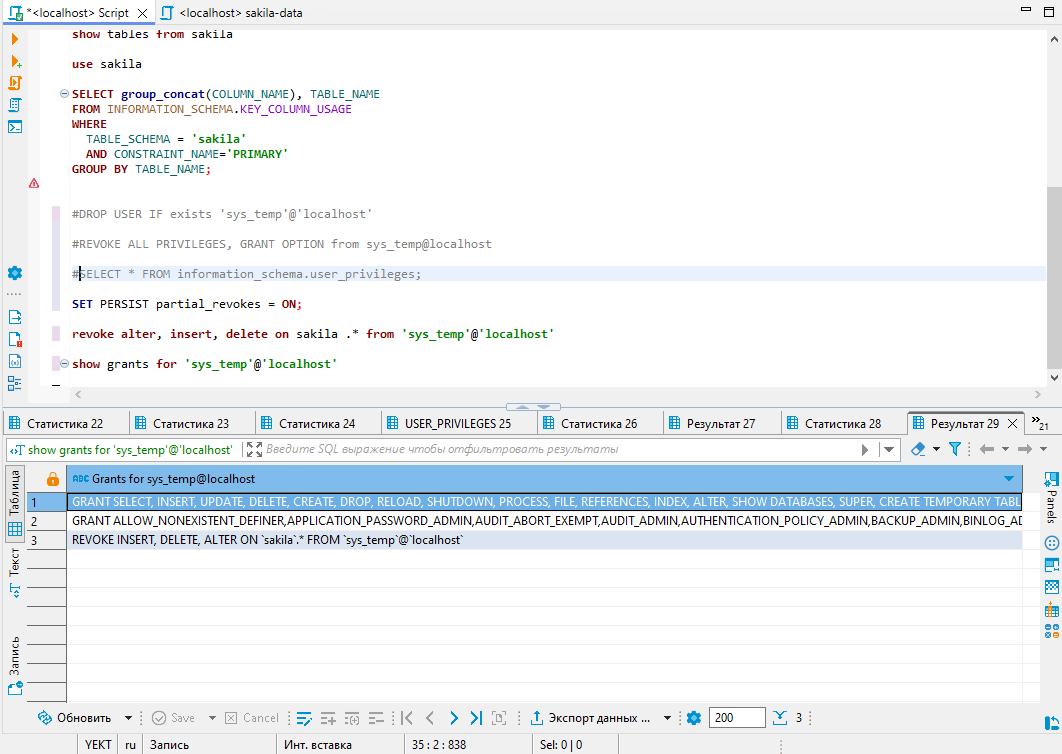 *<localhost> Script
<localhost> sakila-data
show tables from sakila
use sakila
SELECT group_concat(COLUMN_NAME), TABLE_NAME
FROM INFORMATION_SCHEMA.KEY_COLUMN_USAGE
WHERE
TABLE_SCHEMA = 'sakila'
AND CONSTRAINT_NAME='PRIMARY'
GROUP BY TABLE_NAME;
#DROP USER IF exists 'sys_temp'@'localhost'
#REVOKE ALL PRIVILEGES, GRANT OPTION from sys_temp@localhost
#SELECT * FROM information_schema.user_privileges;
SET PERSIST partial_revokes = ON;
revoke alter, insert, delete on sakila .* from 'sys_temp'@'localhost'
show grants for 'sys_temp'@'localhost'
Статистика 22
Статистика 23
Статистика 24
USER_PRIVILEGES 25
Статистика 26
Результат 27
Статистика 28
Результат 29
»21
show grants for 'sys_temp'@'localhost'
Введите SQL выражение чтобы отфильтровать результаты
Таблица
Текст
Запись
ABC Grants for sys_temp@localhost
1 GRANT SELECT, INSERT, UPDATE, DELETE, CREATE, DROP, RELOAD, SHUTDOWN, PROCESS, FILE, REFERENCES, INDEX, ALTER, SHOW DATABASES, SUPER, CREATE TEMPORARY TABL
2 GRANT ALLOW_NONEXISTENT_DEFINER,APPLICATION_PASSWORD_ADMIN,AUDIT_ABORT_EXEMPT,AUDIT_ADMIN,AUTHENTICATION_POLICY_ADMIN,BACKUP_ADMIN,BINLOG_AD
3 REVOKE INSERT, DELETE, ALTER ON `sakila`.* FROM `sys_temp`@`localhost`
Panels
Обновить
Save
Cancel
Экспорт данных ...
200
3
YEKT
ru
Запись
Инт. вставка
35 : 2 : 838
Sel: 0 | 0